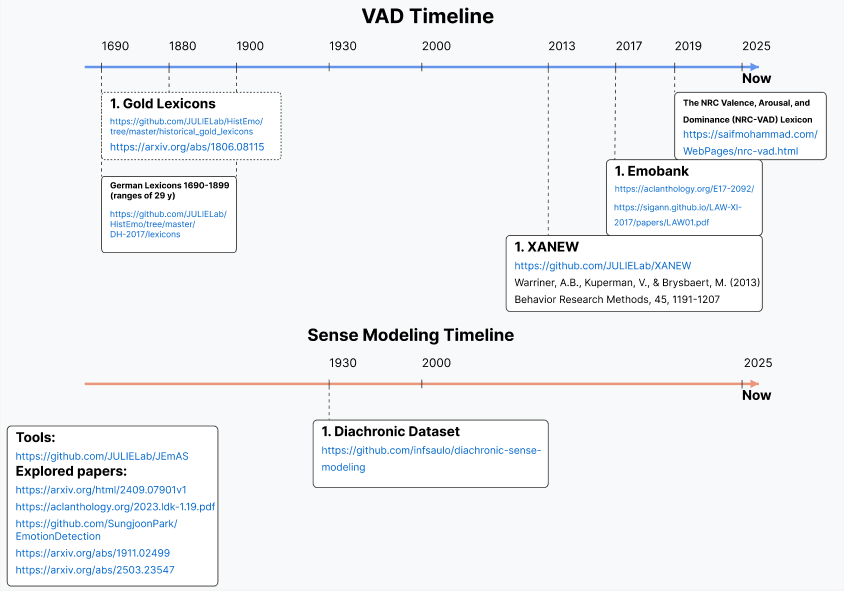 VAD Timeline
1690
1880
1900
1930
2000
2013
2017
2019
2025
Now
1. Gold Lexicons
https://github.com/JULIELab/HistEmo/
tree/master/historical_gold_lexicons
https://arxiv.org/abs/1806.08115
German Lexicons 1690-1899
(ranges of 29 y)
https://github.com/JULIELab/
HistEmo/tree/master/
DH-2017/lexicons
The NRC Valence, Arousal, and
Dominance (NRC-VAD) Lexicon
https://saifmohammad.com/
WebPages/nrc-vad.html
1. Emobank
https://aclanthology.org/E17-2092/
https://sigann.github.io/LAW-XI-
2017/papers/LAW01.pdf
1. XANEW
https://github.com/JULIELab/XANEW
Warriner, A.B., Kuperman, V., & Brysbaert, M. (2013)
Behavior Research Methods, 45, 1191-1207
Sense Modeling Timeline
1930
2000
2025
Now
1. Diachronic Dataset
https://github.com/infsaulo/diachronic-sense-
modeling
Tools:
https://github.com/JULIELab/JEmAS
Explored papers:
https://arxiv.org/html/2409.07901v1
https://aclanthology.org/2023.ldk-1.19.pdf
https://github.com/SungjoonPark/
EmotionDetection
https://arxiv.org/abs/1911.02499
https://arxiv.org/abs/2503.23547